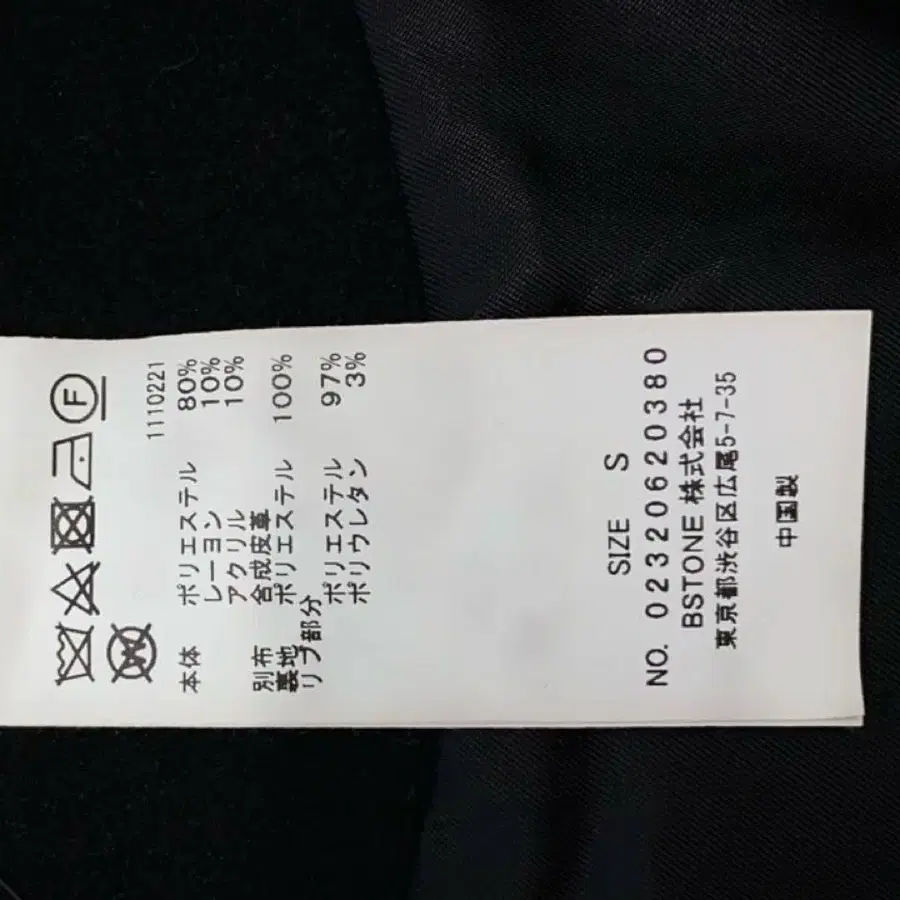 F
W
1110221
本体 ポリエステル 80%
レーヨン 10%
アクリル 10%
別布 合成皮革
裏地 ポリエステル 100%
リブ部分
ポリエステル 97%
ポリウレタン 3%
SIZE S
NO. 02320620380
BSTONE 株式会社
東京都渋谷区広尾5-7-35
中国製